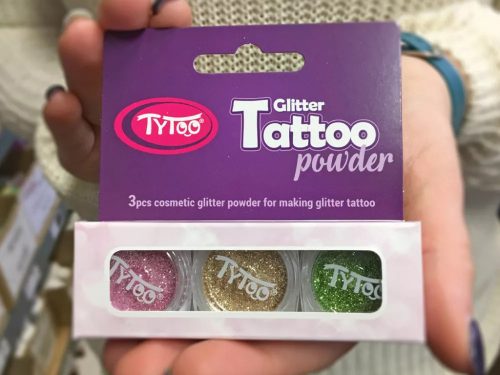 TyToo®
Glitter
Tattoo
powder
3pcs cosmetic glitter powder for making glitter tattoo
TyToo
TyToo
TyToo